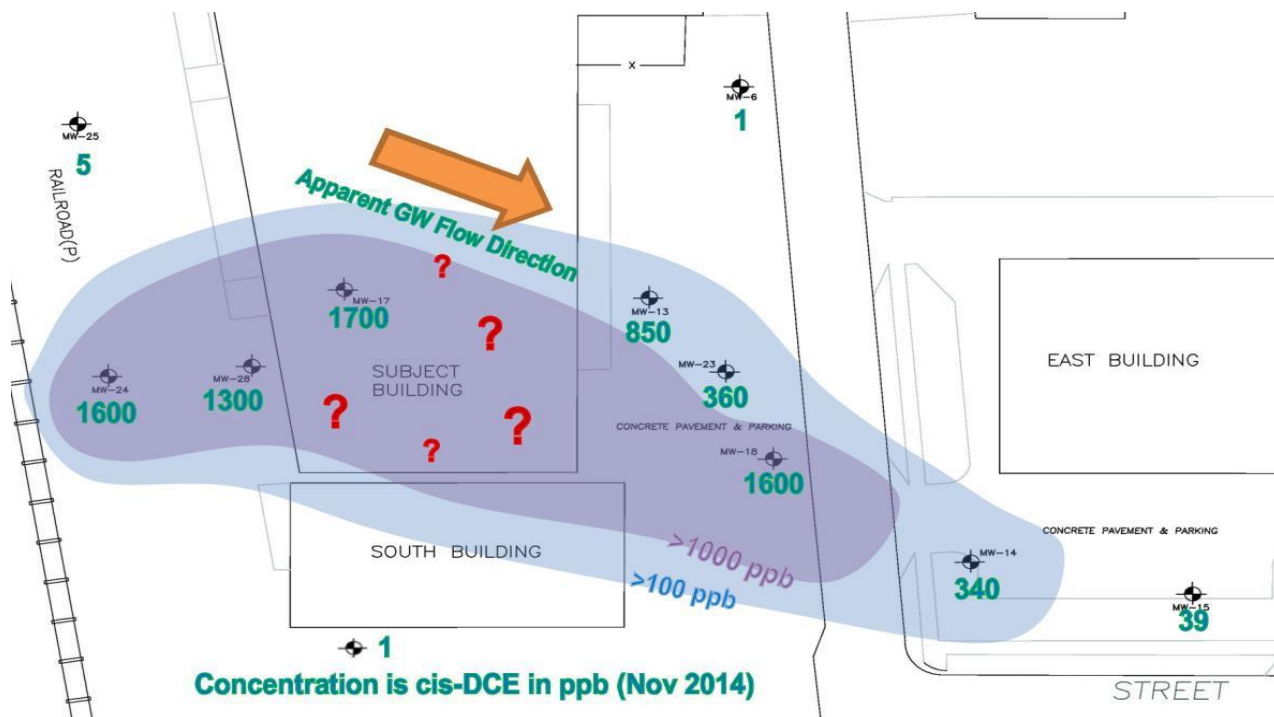 x
MW-6
1
MW-25
5
RAILROAD(P)
Apparent GW Flow Direction
?
MW-17
1700
MW-13
850
?
SUBJECT
BUILDING
MW-24
1600
MW-28
1300
MW-23
360
EAST BUILDING
?
?
?
CONCRETE PAVEMENT & PARKING
MW-18
1600
SOUTH BUILDING
>1000 ppb
>100 ppb
CONCRETE PAVEMENT & PARKING
MW-14
340
MW-15
39
1
Concentration is cis-DCE in ppb (Nov 2014)
STREET